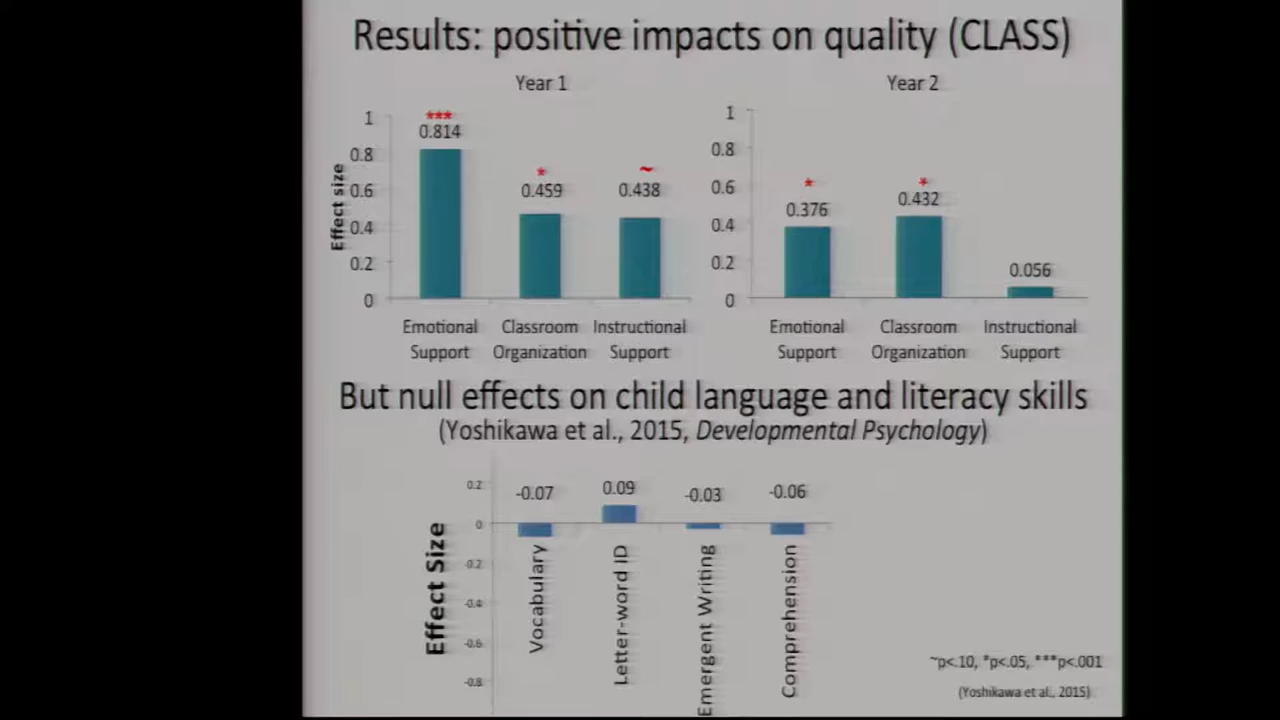 Results: positive impacts on quality (CLASS)
Year 1
Effect size
1
0.8
0.6
0.4
0.2
0
***
0.814
*
0.459
~
0.438
Emotional Support
Classroom Organization
Instructional Support
Year 2
1
0.8
0.6
0.4
0.2
0
*
0.376
*
0.432
0.056
Emotional Support
Classroom Organization
Instructional Support
But null effects on child language and literacy skills
(Yoshikawa et al., 2015, Developmental Psychology)
Effect Size
0.2
0
-0.2
-0.4
-0.6
-0.8
-0.07
0.09
-0.03
-0.06
Vocabulary
Letter-word ID
Emergent Writing
Comprehension
~p<.10, *p<.05, ***p<.001
(Yoshikawa et al., 2015)